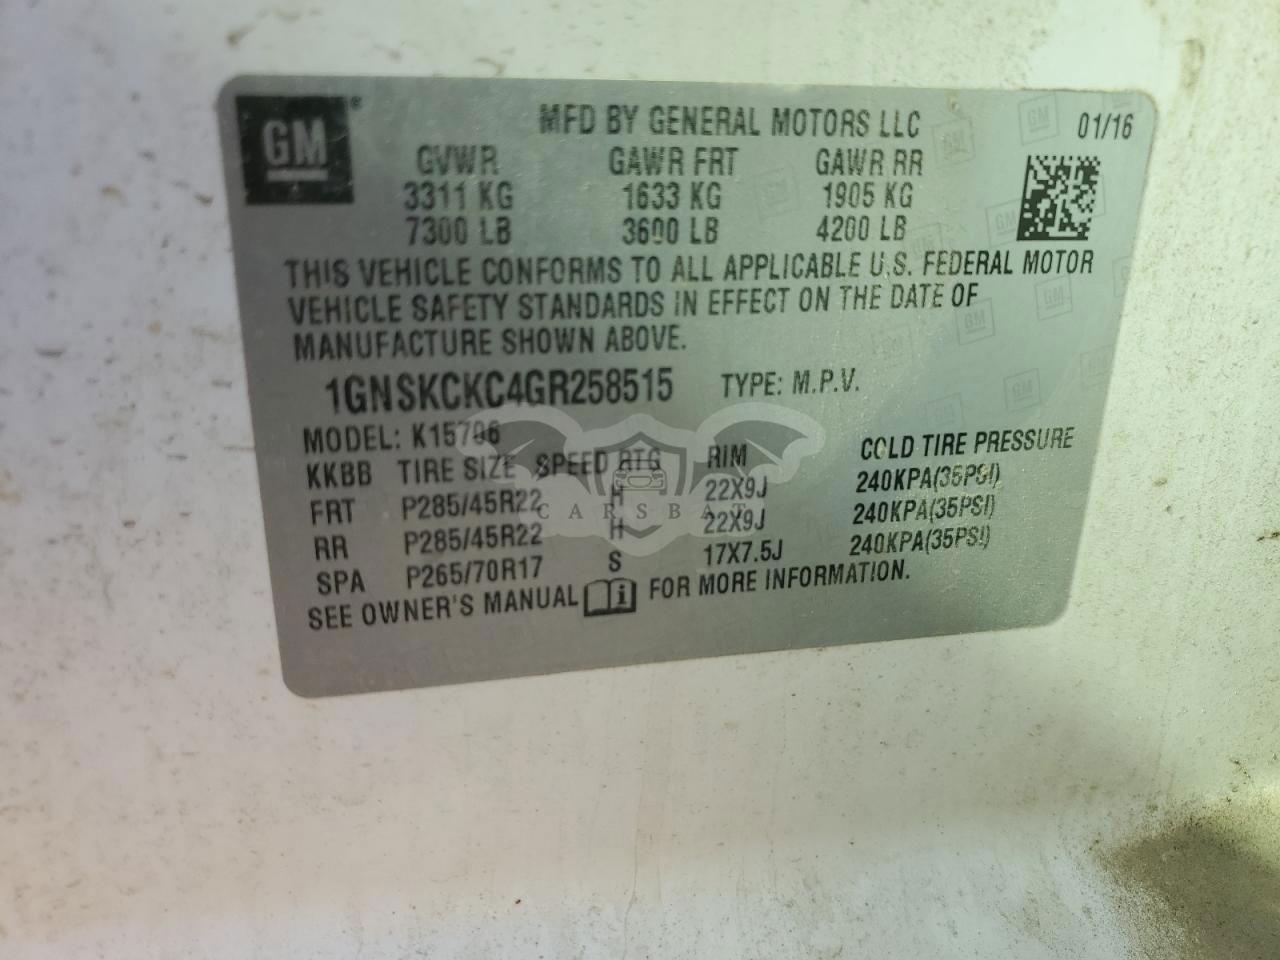 GM
MFD BY GENERAL MOTORS LLC 01/16
GVWR GAWR FRT GAWR RR
3311 KG 1633 KG 1905 KG
7300 LB 3600 LB 4200 LB
THIS VEHICLE CONFORMS TO ALL APPLICABLE U.S. FEDERAL MOTOR
VEHICLE SAFETY STANDARDS IN EFFECT ON THE DATE OF
MANUFACTURE SHOWN ABOVE.
1GNSKCKC4GR258515 TYPE: M.P.V.
MODEL: K15706
KKBB TIRE SIZE SPEED RTG RIM COLD TIRE PRESSURE
FRT P285/45R22 H 22X9J 240KPA(35PSI)
RR P285/45R22 H 22X9J 240KPA(35PSI)
SPA P265/70R17 S 17X7.5J 240KPA(35PSI)
SEE OWNER'S MANUAL i FOR MORE INFORMATION.
CARSBAT